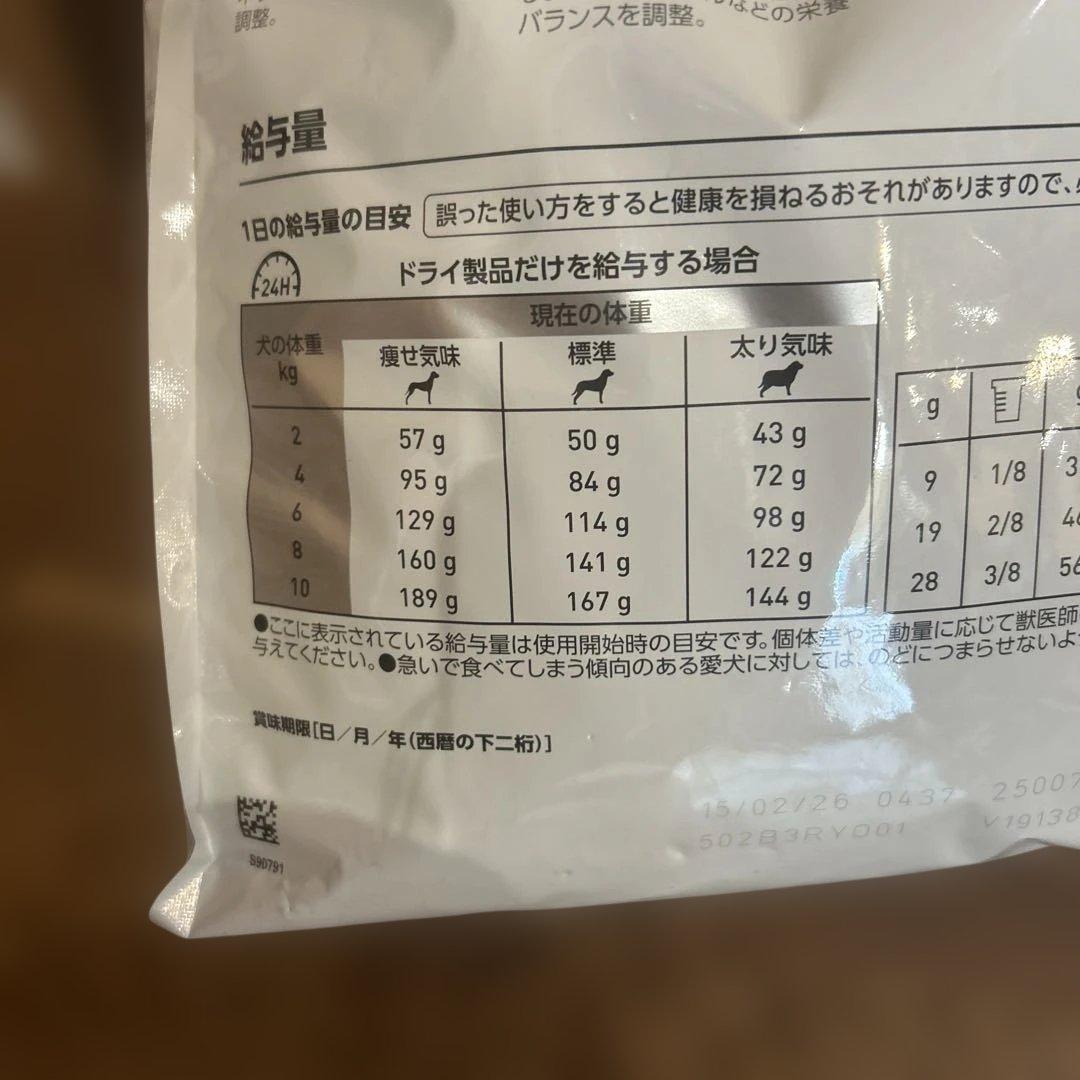 調整。
バランスを調整。
などの栄養
給与量
1日の給与量の目安 誤った使い方をすると健康を損ねるおそれがありますので、
24H ドライ製品だけを給与する場合
現在の体重
犬の体重 kg 痩せ気味 標準 太り気味
2 57 g 50 g 43 g
4 95 g 84 g 72 g
6 129 g 114 g 98 g
8 160 g 141 g 122 g
10 189 g 167 g 144 g
g
9 1/8 3
19 2/8
28 3/8 56
●ここに表示されている給与量は使用開始時の目安です。個体差や活動量に応じて獣医師
与えてください。●急いで食べてしまう傾向のある愛犬に対しては、のどにつまらせないよ
賞味期限[日/月/年(西暦の下二桁)]
15/02/26 0437 25007
502B3RY001 V19138
S90791